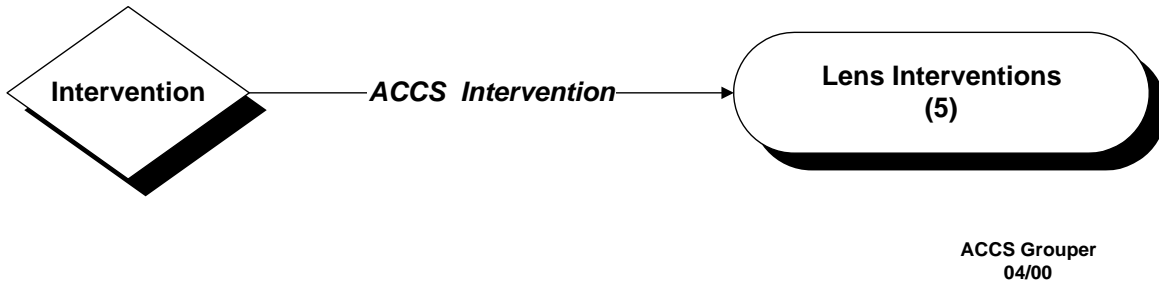 Intervention
ACCS Intervention
Lens Interventions
(5)
ACCS Grouper
04/00